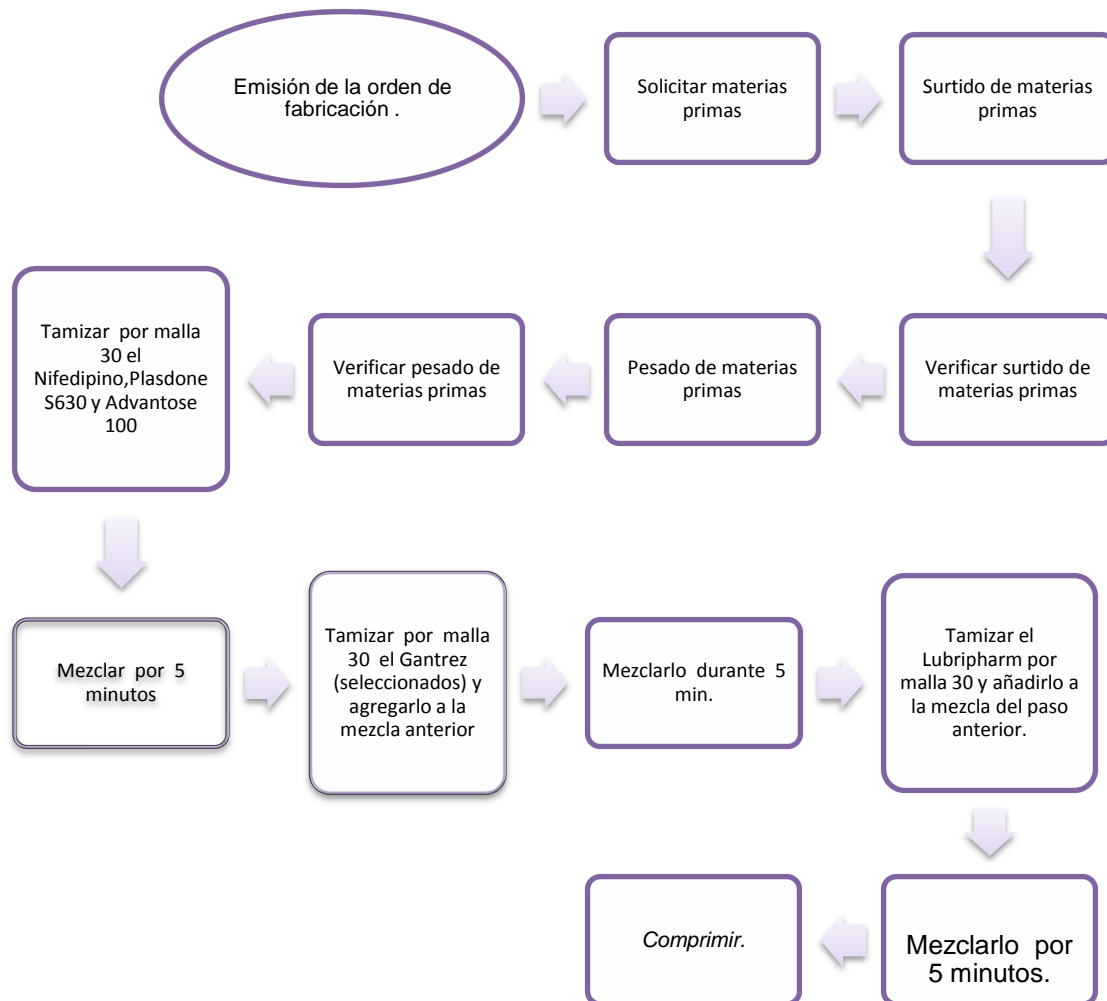 Emisión de la orden de
fabricación .
Solicitar materias
primas
Surtido de materias
primas
Verificar surtido de
materias primas
Pesado de materias
primas
Verificar pesado de
materias primas
Tamizar por malla
30 el
Nifedipino,Plasdone
S630 y Advantose
100
Mezclar por 5
minutos
Tamizar por malla
30 el Gantrez
(seleccionados) y
agregarlo a la
mezcla anterior
Mezclarlo durante 5
min.
Tamizar el
Lubripharm por
malla 30 y añadirlo a
la mezcla del paso
anterior.
Mezclarlo por
5 minutos.
Comprimir.